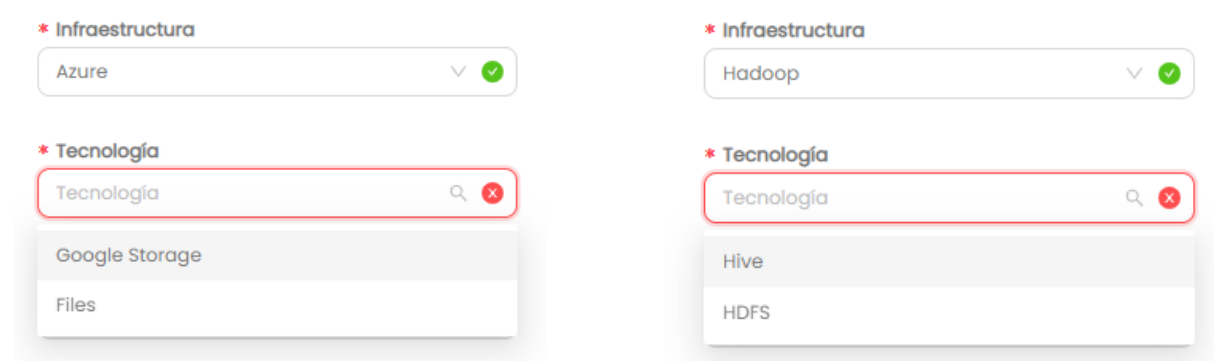 * Infraestructura
Azure
* Tecnología
Tecnología
Google Storage
Files
* Infraestructura
Hadoop
* Tecnología
Tecnología
Hive
HDFS